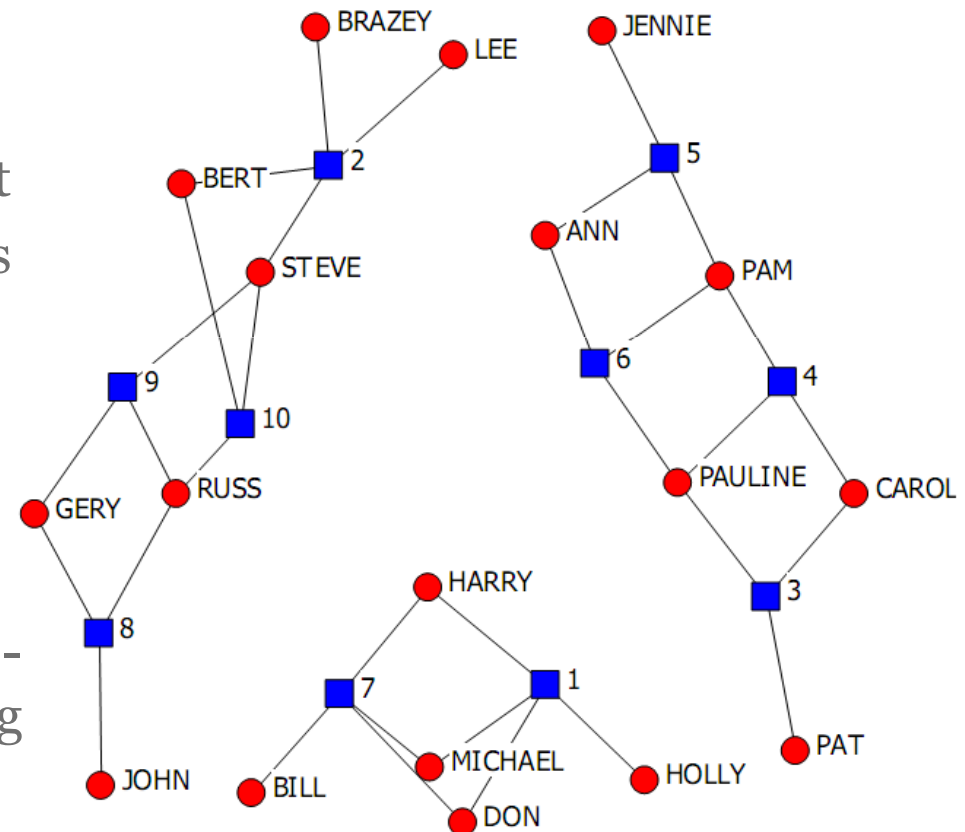 BRAZEY
JENNIE
LEE
2
5
t
BERT
ANN
s
STEVE
PAM
6
4
9
10
PAULINE
RUSS
CAROL
GERY
HARRY
3
8
-
7
1
g
PAT
MICHAEL
HOLLY
JOHN
BILL
DON